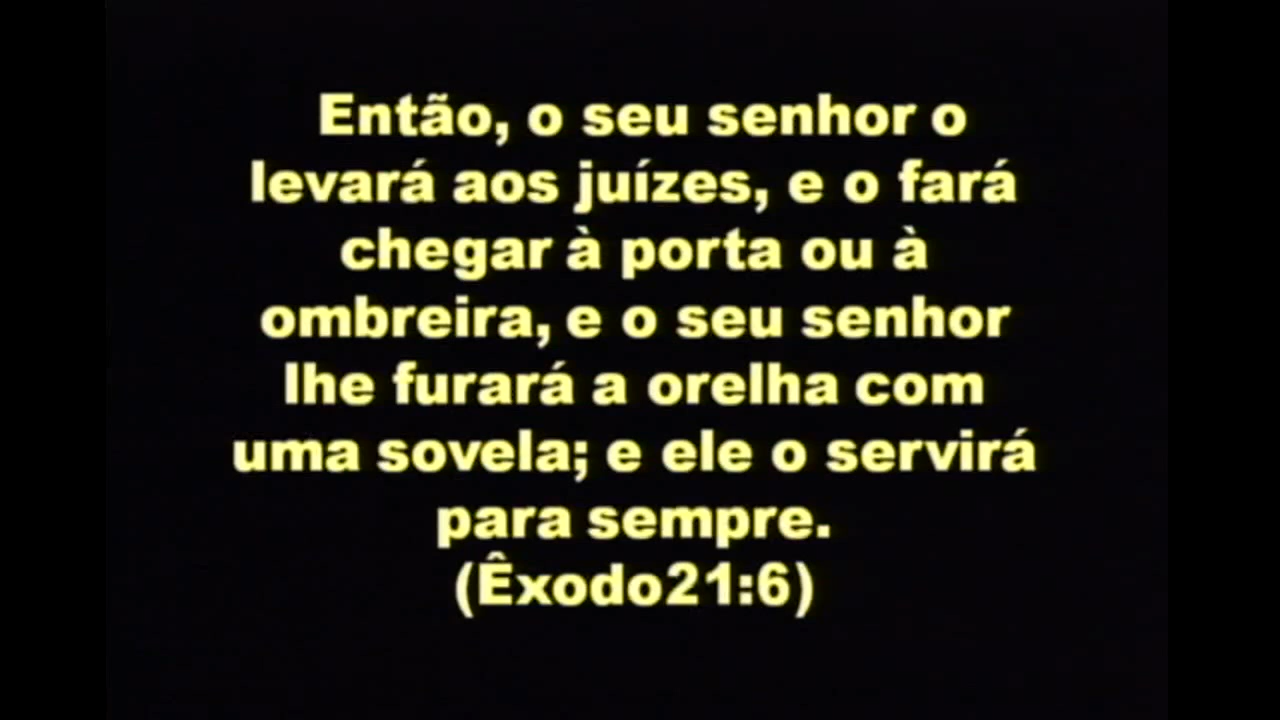 Então, o seu senhor o
levará aos juízes, e o fará
chegar à porta ou à
ombreira, e o seu senhor
lhe furará a orelha com
uma sovela; e ele o servirá
para sempre.
(Êxodo21:6)